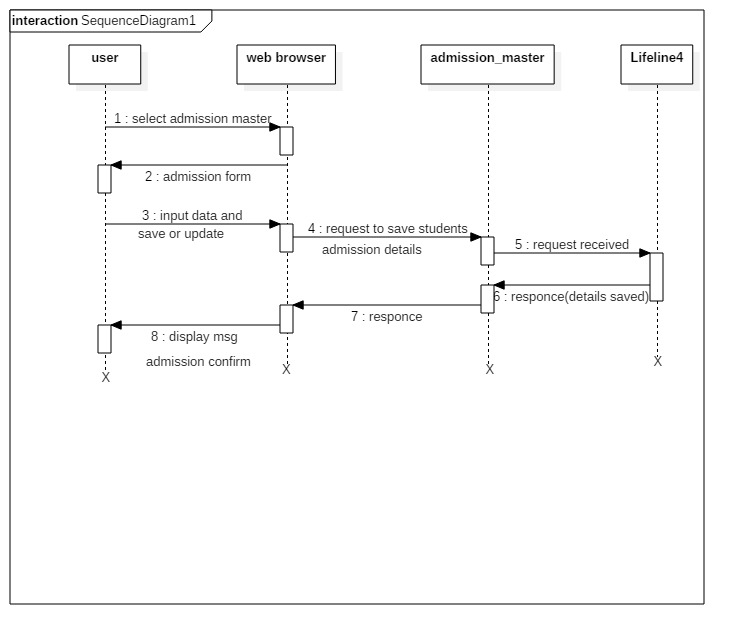 interaction SequenceDiagram1
user
web browser
admission_master
Lifeline4
1 : select admission master
2 : admission form
3 : input data and
save or update
4 : request to save students
admission details
5 : request received
6 : responce(details saved)
7 : responce
8 : display msg
admission confirm
X
X
X
X